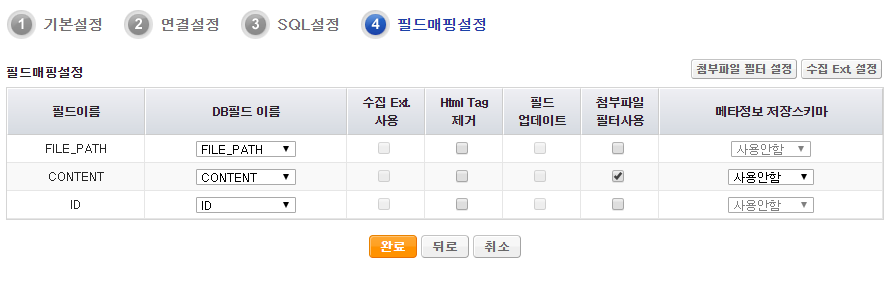 1 기본설정 2 연결설정 3 SQL설정 4 필드매핑설정
필드매핑설정 첨부파일 필터 설정 수집 Ext. 설정
필드이름 DB필드 이름 수집 Ext. 사용 Html Tag 제거 필드 업데이트 첨부파일 필터사용 메타정보 저장스키마
FILE_PATH FILE_PATH 사용안함
CONTENT CONTENT 사용안함
ID ID 사용안함
완료 뒤로 취소